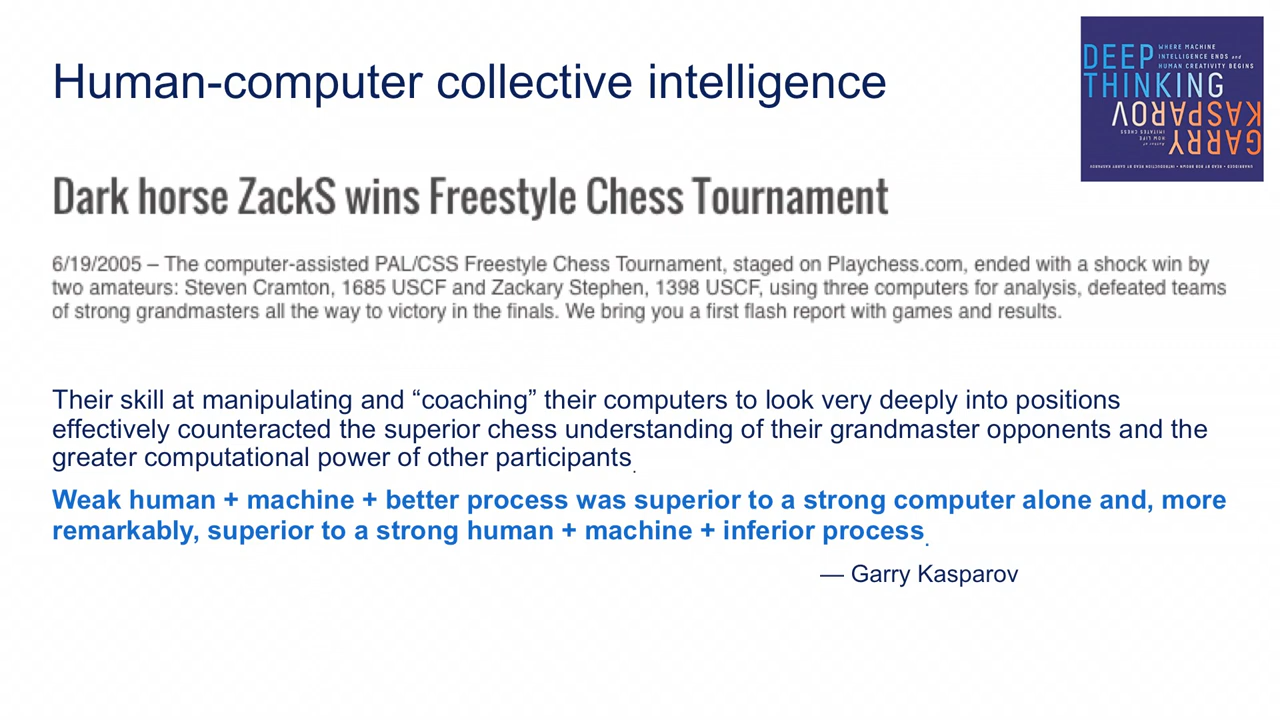 Human-computer collective intelligence
DEEP
THINKING
WHERE MACHINE
INTELLIGENCE ENDS and
HUMAN CREATIVITY BEGINS
GARRY
KASPAROV
Author of
HOW LIFE
IMITATES CHESS
Dark horse ZackS wins Freestyle Chess Tournament
6/19/2005 – The computer-assisted PAL/CSS Freestyle Chess Tournament, staged on Playchess.com, ended with a shock win by
two amateurs: Steven Cramton, 1685 USCF and Zackary Stephen, 1398 USCF, using three computers for analysis, defeated teams
of strong grandmasters all the way to victory in the finals. We bring you a first flash report with games and results.
Their skill at manipulating and “coaching” their computers to look very deeply into positions
effectively counteracted the superior chess understanding of their grandmaster opponents and the
greater computational power of other participants.
Weak human + machine + better process was superior to a strong computer alone and, more
remarkably, superior to a strong human + machine + inferior process.
— Garry Kasparov